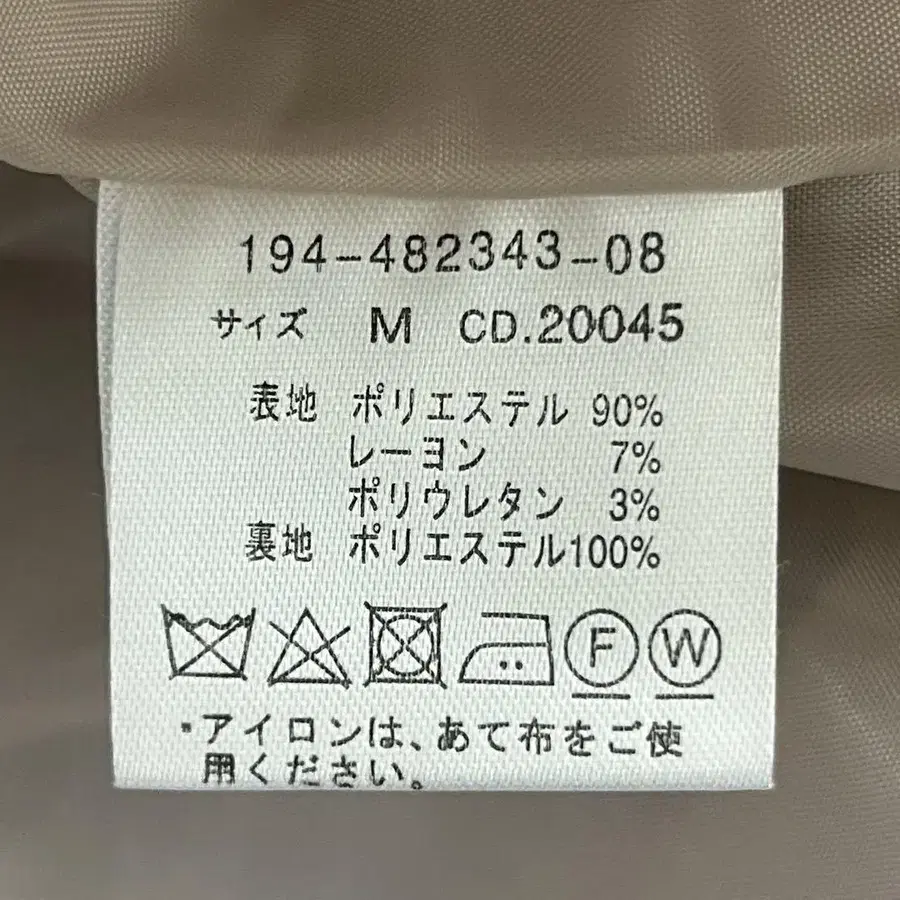 194-482343-08
サイズ M CD.20045
表地 ポリエステル 90%
レーヨン 7%
ポリウレタン 3%
裏地 ポリエステル100%
F W
・アイロンは、あて布をご使
用ください。